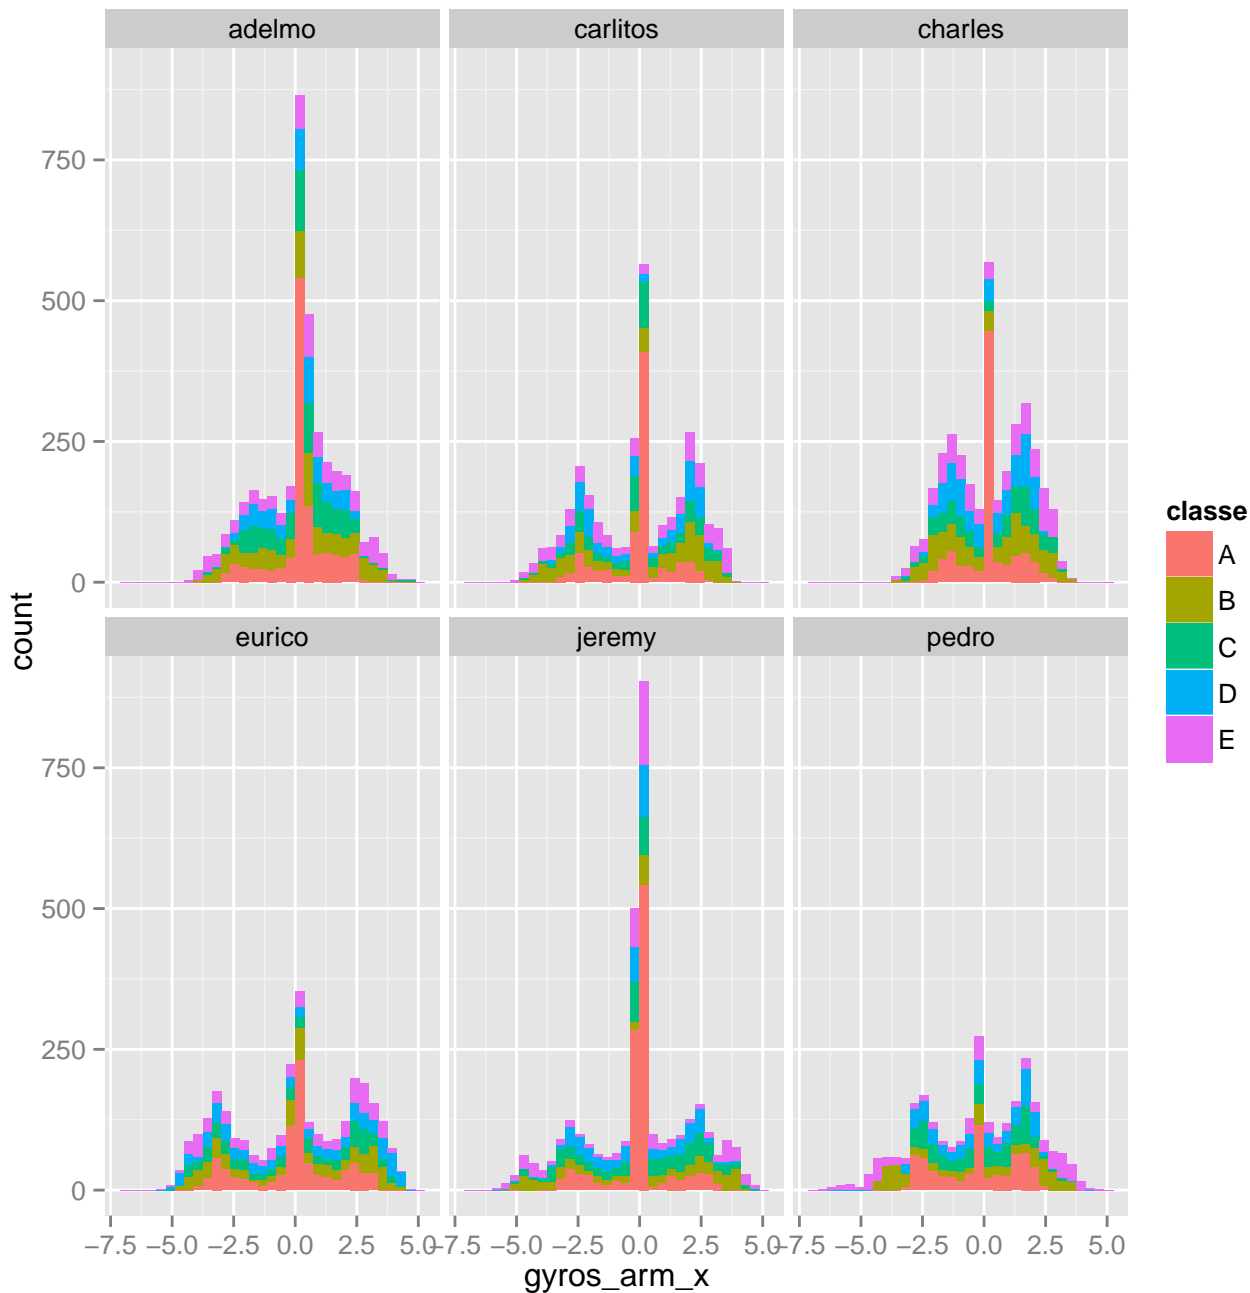 adelmo carlitos charles
750
500
250
0
eurico jeremy pedro
750
500
250
0
count
−7.5 −5.0 −2.5 0.0 2.5 5.0 −7.5 −5.0 −2.5 0.0 2.5 5.0 −7.5 −5.0 −2.5 0.0 2.5 5.0
gyros_arm_x
classe
A
B
C
D
E